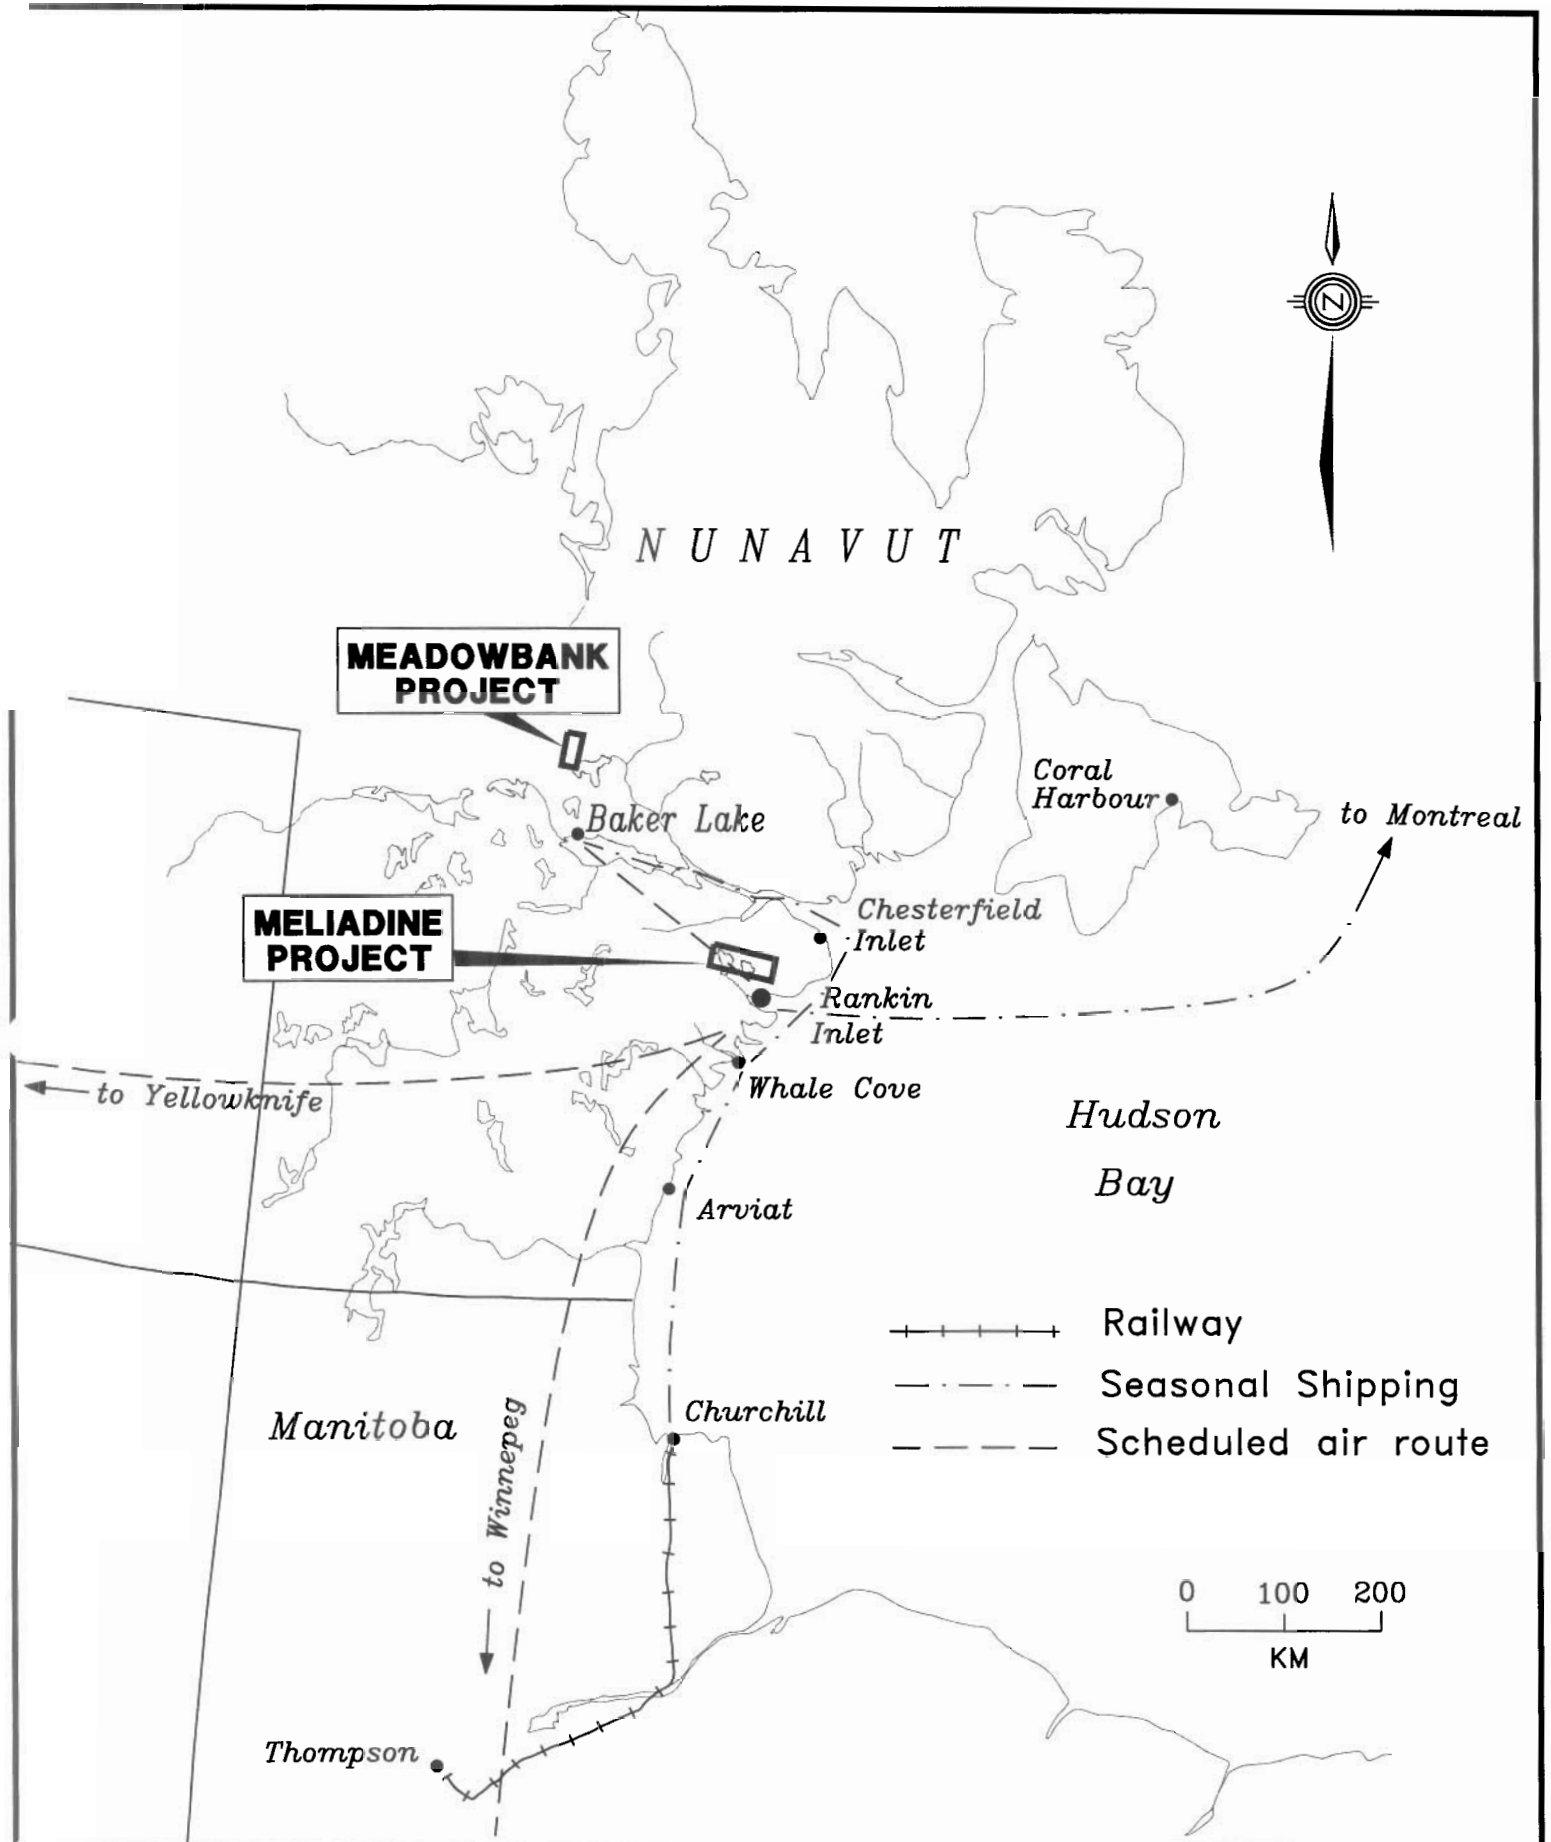 N
NUNAVUT
MEADOWBANK
PROJECT
Coral
Harbour
to Montreal
Baker Lake
MELIADINE
PROJECT
Chesterfield
Inlet
Rankin
Inlet
to Yellowknife
Whale Cove
Hudson
Bay
Arviat
Railway
Seasonal Shipping
Scheduled air route
Manitoba
Churchill
to Winnepeg
0 100 200
KM
Thompson